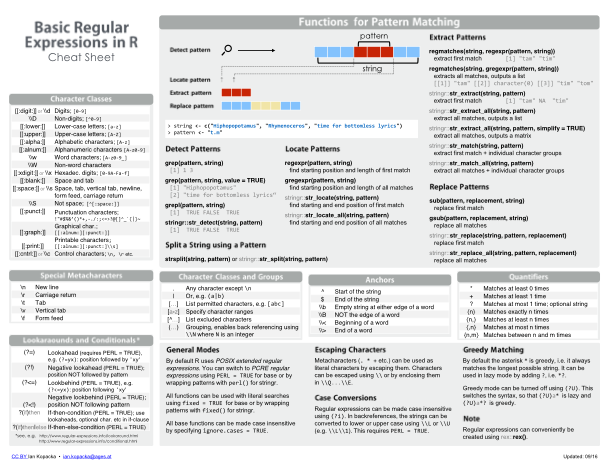 Basic Regular
Expressions in R
Cheat Sheet
Functions for Pattern Matching
Detect pattern
pattern
string
Locate patterns
Extract pattern
Replace pattern
> string <- c("Hiphopopotamus", "Rhymenoceros", "time for bottomless lyrics")
> pattern <- "t.m"
Detect Patterns
grep(pattern, string)
[1] 1 3
grep(pattern, string, value = TRUE)
[1] "Hiphopopotamus"
[2] "time for bottomless lyrics"
grepl(pattern, string)
[1] TRUE FALSE TRUE
stringr::str_detect(string, pattern)
[1] TRUE FALSE TRUE
Split a String using a Pattern
strsplit(string, pattern) or stringr::str_split(string, pattern)
Locate Patterns
regexpr(pattern, string)
find starting position and length of first match
gregexpr(pattern, string)
find starting position and length of all matches
stringr::str_locate(string, pattern)
find starting and end position of first match
stringr::str_locate_all(string, pattern)
find starting and end position of all matches
Extract Patterns
regmatches(string, regexpr(pattern, string))
extract first match [1] "tam" "tim"
regmatches(string, gregexpr(pattern, string))
extracts all matches, outputs a list
[[1]] "tam" [[2]] character(0) [[3]] "tim" "tom"
stringr::str_extract(string, pattern)
extract first match [1] "tam" NA "tim"
stringr::str_extract_all(string, pattern)
extract all matches, outputs a list
stringr::str_extract_all(string, pattern, simplify = TRUE)
extract all matches, outputs a matrix
stringr::str_match(string, pattern)
extract first match + individual character groups
stringr::str_match_all(string, pattern)
extract all matches + individual character groups
Replace Patterns
sub(pattern, replacement, string)
replace first match
gsub(pattern, replacement, string)
replace all matches
stringr::str_replace(string, pattern, replacement)
replace first match
stringr::str_replace_all(string, pattern, replacement)
replace all matches
Character Classes
[[:digit:]] or \\d Digits; [0-9]
\\D Non-digits; [^0-9]
[[:lower:]] Lower-case letters; [a-z]
[[:upper:]] Upper-case letters; [A-Z]
[[:alpha:]] Alphabetic characters; [A-z]
[[:alnum:]] Alphanumeric characters [A-z0-9]
\\w Word characters; [A-z0-9_]
\\W Non-word characters
[[:xdigit:]] or \\x Hexadec. digits; [0-9A-Fa-f]
[[:blank:]] Space and tab
[[:space:]] or \\s Space, tab, vertical tab, newline,
form feed, carriage return
\\S Not space; [^[:space:]]
[[:punct:]] Punctuation characters;
[[:graph:]] Graphical char.;
[[:alnum:][:punct:]]
[[:print:]] Printable characters;
[[:alnum:][:punct:]\\s]
[[:cntrl:]] or \\c Control characters; \n, \r etc.
Special Metacharacters
\n New line
\r Carriage return
\t Tab
\v Vertical tab
\f Form feed
Lookaraounds and Conditionals*
(?=) Lookahead (requires PERL = TRUE),
e.g. (?=yx): position followed by 'xy'
(?!) Negative lookahead (PERL = TRUE);
position NOT followed by pattern
(?<=) Lookbehind (PERL = TRUE), e.g.
(?<=yx): position following 'xy'
(?<!) Negative lookbehind (PERL = TRUE);
position NOT following pattern
?(if)then If-then-condition (PERL = TRUE); use
lookaheads, optional char. etc in if-clause
?(if)then|else If-then-else-condition (PERL = TRUE)
*see, e.g. http://www.regular-expressions.info/lookaround.html
http://www.regular-expressions.info/conditional.html
Character Classes and Groups
. Any character except \n
| Or, e.g. (a|b)
[…] List permitted characters, e.g. [abc]
[a-z] Specify character ranges
[^…] List excluded characters
(…) Grouping, enables back referencing using
\\N where N is an integer
Anchors
^ Start of the string
$ End of the string
\\b Empty string at either edge of a word
\\B NOT the edge of a word
\\< Beginning of a word
\\> End of a word
Quantifiers
* Matches at least 0 times
+ Matches at least 1 time
? Matches at most 1 time; optional string
{n} Matches exactly n times
{n,} Matches at least n times
{,n} Matches at most n times
{n,m} Matches between n and m times
General Modes
By default R uses POSIX extended regular
expressions. You can switch to PCRE regular
expressions using PERL = TRUE for base or by
wrapping patterns with perl() for stringr.
All functions can be used with literal searches
using fixed = TRUE for base or by wrapping
patterns with fixed() for stringr.
All base functions can be made case insensitive
by specifying ignore.cases = TRUE.
Escaping Characters
Metacharacters (. * + etc.) can be used as
literal characters by escaping them. Characters
can be escaped using \\ or by enclosing them
in \\Q...\\E.
Case Conversions
Regular expressions can be made case insensitive
using (?i). In backreferences, the strings can be
converted to lower or upper case using \\L or \\U
(e.g. \\L\\1). This requires PERL = TRUE.
Greedy Matching
By default the asterisk * is greedy, i.e. it always
matches the longest possible string. It can be
used in lazy mode by adding ?, i.e. *?.
Greedy mode can be turned off using (?U). This
switches the syntax, so that (?U)a* is lazy and
(?U)a*? is greedy.
Note
Regular expressions can conveniently be
created using rex::rex().
CC BY Ian Kopacka • ian.kopacka@ages.at
Updated: 09/16